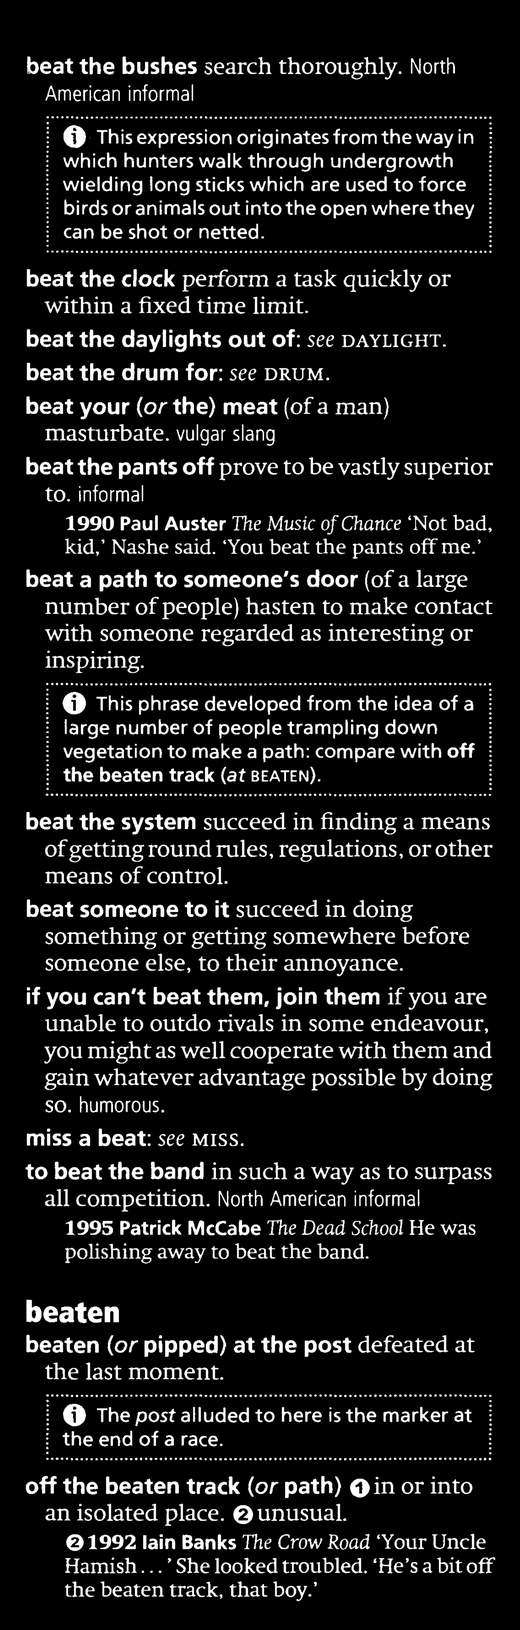 beat the bushes search thoroughly. North
American informal
ⓘ This expression originates from the way in
which hunters walk through undergrowth
wielding long sticks which are used to force
birds or animals out into the open where they
can be shot or netted.
beat the clock perform a task quickly or
within a fixed time limit.
beat the daylights out of: see DAYLIGHT.
beat the drum for: see DRUM.
beat your (or the) meat (of a man)
masturbate. vulgar slang
beat the pants off prove to be vastly superior
to. informal
1990 Paul Auster The Music of Chance ‘Not bad,
kid,’ Nashe said. ‘You beat the pants off me.’
beat a path to someone's door (of a large
number of people) hasten to make contact
with someone regarded as interesting or
inspiring.
ⓘ This phrase developed from the idea of a
large number of people trampling down
vegetation to make a path: compare with off
the beaten track (at BEATEN).
beat the system succeed in finding a means
of getting round rules, regulations, or other
means of control.
beat someone to it succeed in doing
something or getting somewhere before
someone else, to their annoyance.
if you can't beat them, join them if you are
unable to outdo rivals in some endeavour,
you might as well cooperate with them and
gain whatever advantage possible by doing
so. humorous.
miss a beat: see MISS.
to beat the band in such a way as to surpass
all competition. North American informal
1995 Patrick McCabe The Dead School He was
polishing away to beat the band.
beaten
beaten (or pipped) at the post defeated at
the last moment.
ⓘ The post alluded to here is the marker at
the end of a race.
off the beaten track (or path) ❶ in or into
an isolated place. ❷ unusual.
❷ 1992 Iain Banks The Crow Road ‘Your Uncle
Hamish . . . ’ She looked troubled. ‘He's a bit off
the beaten track, that boy.’